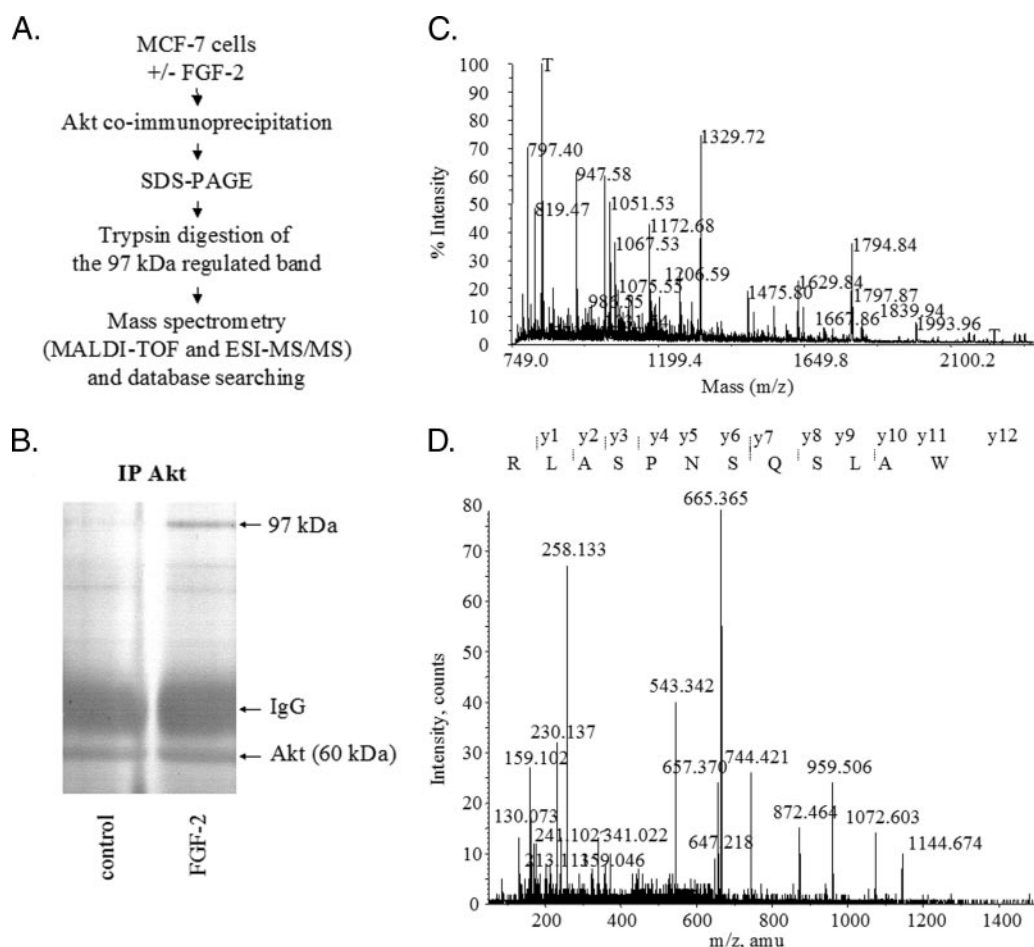 A.
MCF-7 cells
+/- FGF-2
Akt co-immunoprecipitation
SDS-PAGE
Trypsin digestion of
the 97 kDa regulated band
Mass spectrometry
(MALDI-TOF and ESI-MS/MS)
and database searching
B.
IP Akt
97 kDa
IgG
Akt (60 kDa)
control
FGF-2
C.
% Intensity
100
90
80
70
60
50
40
30
20
10
0
T
797.40
819.47
947.58
1051.53
1067.53
1075.55
1172.68
1206.59
1329.72
1475.80
1629.84
1667.86
1794.84
1797.87
1839.94
1993.96
T
749.0
1199.4
1649.8
2100.2
Mass (m/z)
D.
y1 y2 y3 y4 y5 y6 y7 y8 y9 y10 y11 y12
R L A S P N S Q S L A W
Intensity, counts
80
70
60
50
40
30
20
10
0
130.073
159.102
230.137
258.133
241.102
341.022
543.342
657.370
665.365
647.218
744.421
872.464
959.506
1072.603
1144.674
200
400
600
800
1000
1200
1400
m/z, amu